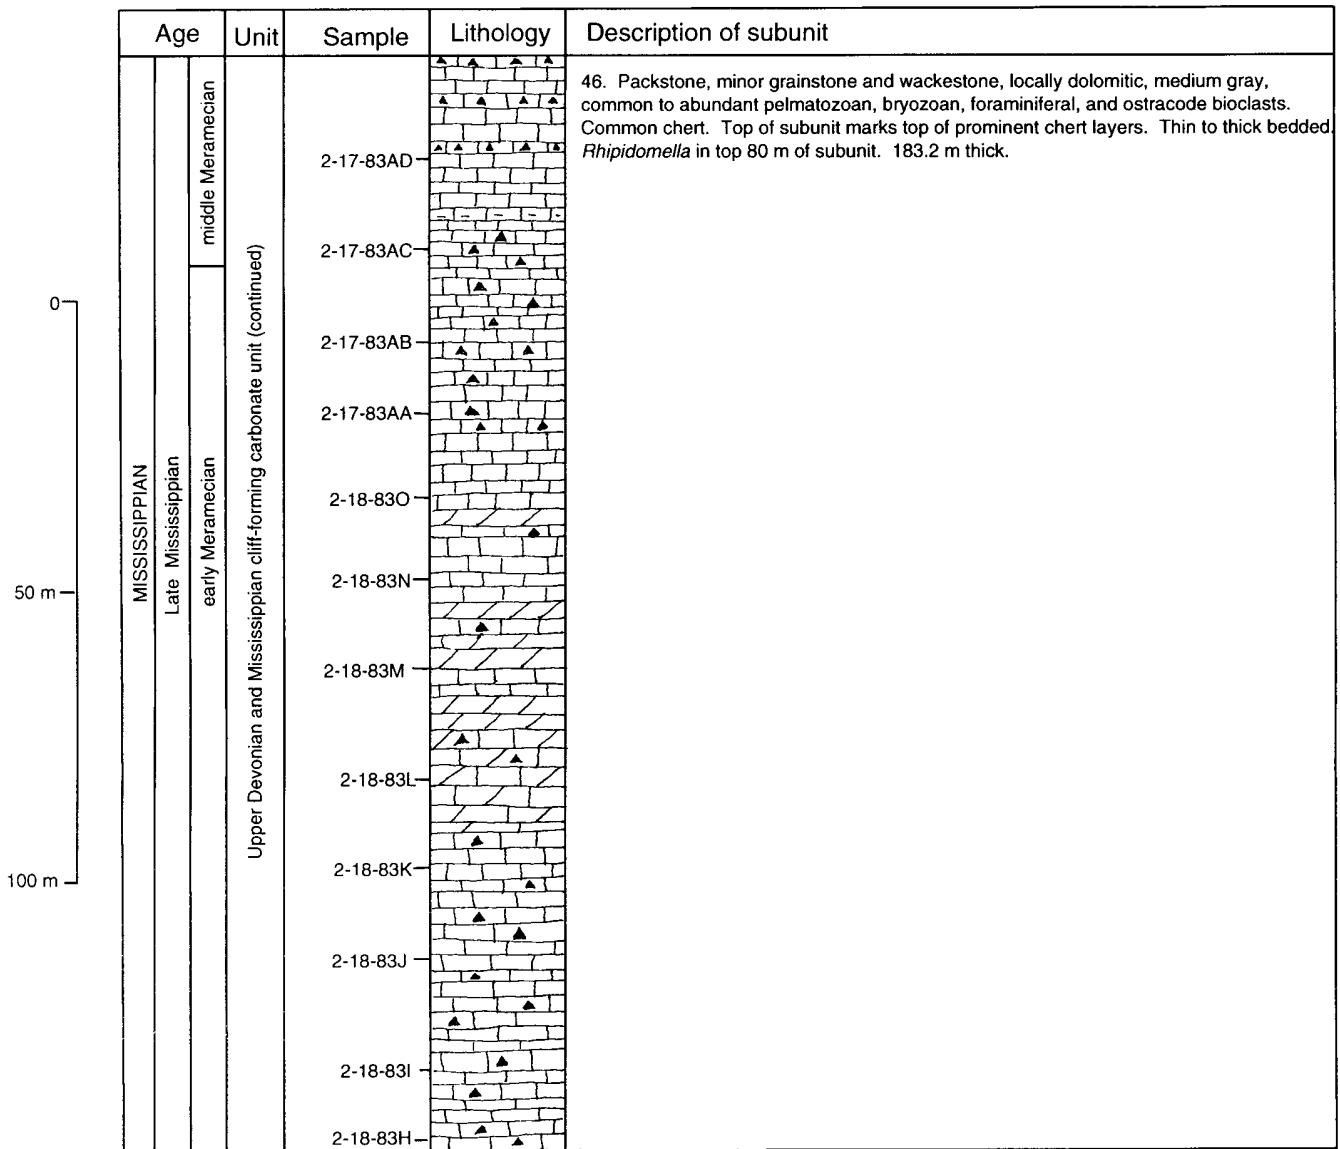 Age Unit Sample Lithology Description of subunit
46. Packstone, minor grainstone and wackestone, locally dolomitic, medium gray,
common to abundant pelmatozoan, bryozoan, foraminiferal, and ostracode bioclasts.
Common chert. Top of subunit marks top of prominent chert layers. Thin to thick bedded.
Rhipidomella in top 80 m of subunit. 183.2 m thick.
MISSISSIPPIAN
Late Mississippian
middle Meramecian
early Meramecian
Upper Devonian and Mississippian cliff-forming carbonate unit (continued)
2-17-83AD
2-17-83AC
2-17-83AB
2-17-83AA
2-18-83O
2-18-83N
2-18-83M
2-18-83L
2-18-83K
2-18-83J
2-18-83I
2-18-83H
0
50 m
100 m